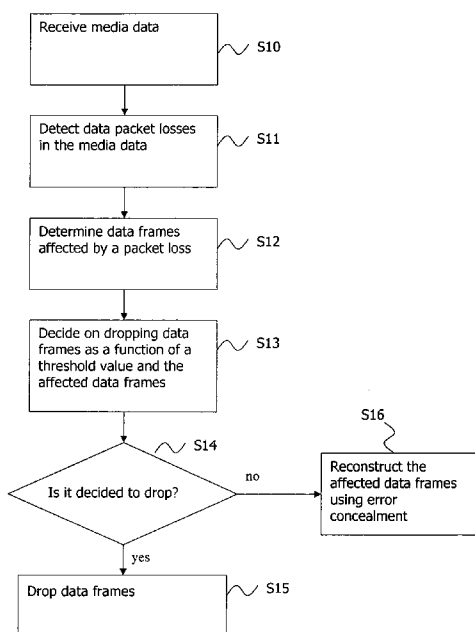 Receive media data
S10
Detect data packet losses
in the media data
S11
Determine data frames
affected by a packet loss
S12
Decide on dropping data
frames as a function of a
threshold value and the
affected data frames
S13
S14
Is it decided to drop?
no
S16
Reconstruct the
affected data frames
using error
concealment
yes
Drop data frames
S15